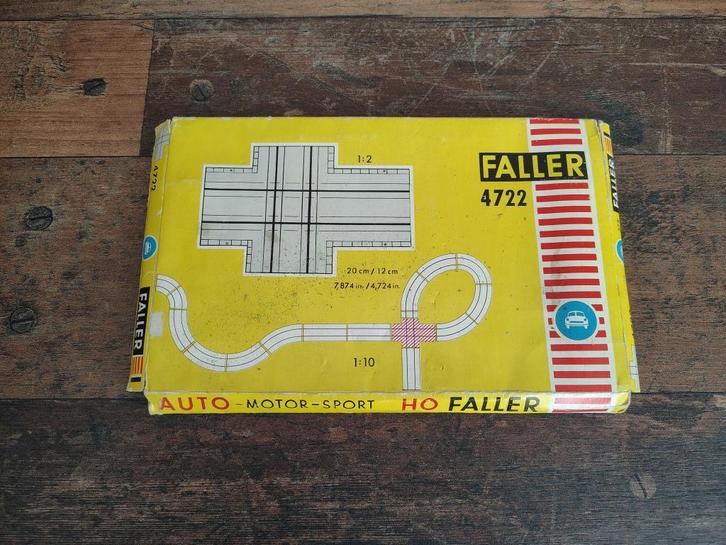 1:2
FALLER
4722
20 cm / 12 cm
7,874 in. / 4,724 in.
1:10
AUTO - MOTOR - SPORT HO FALLER
4722
FALLER
FALLER